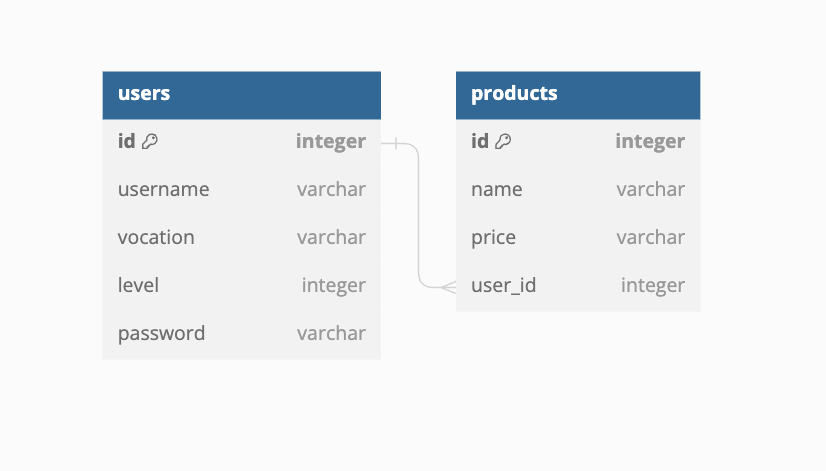 users
id integer
username varchar
vocation varchar
level integer
password varchar
products
id integer
name varchar
price varchar
user_id integer